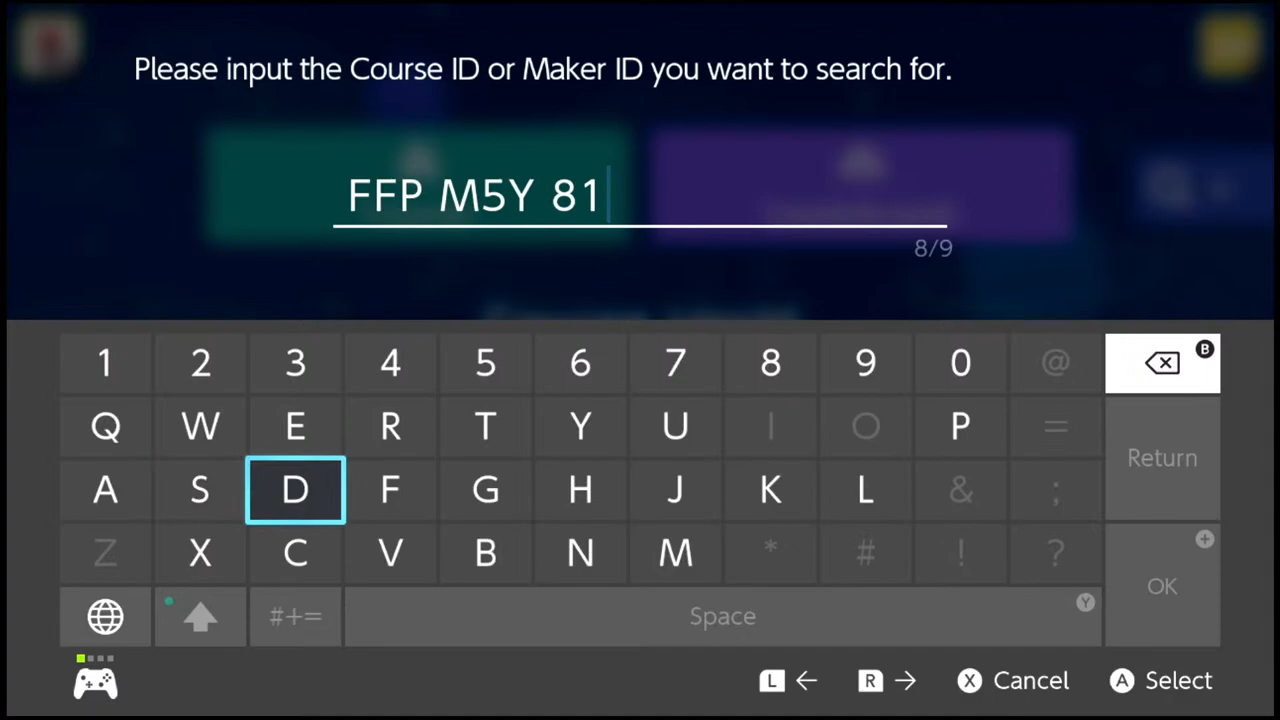 Please input the Course ID or Maker ID you want to search for.
FFP M5Y 81
8/9
1 2 3 4 5 6 7 8 9 0 @ B
Q W E R T Y U I O P = Return
A S D F G H J K L & ;
Z X C V B N M * # ! ? OK +
#+= Space Y
L ← R → X Cancel A Select